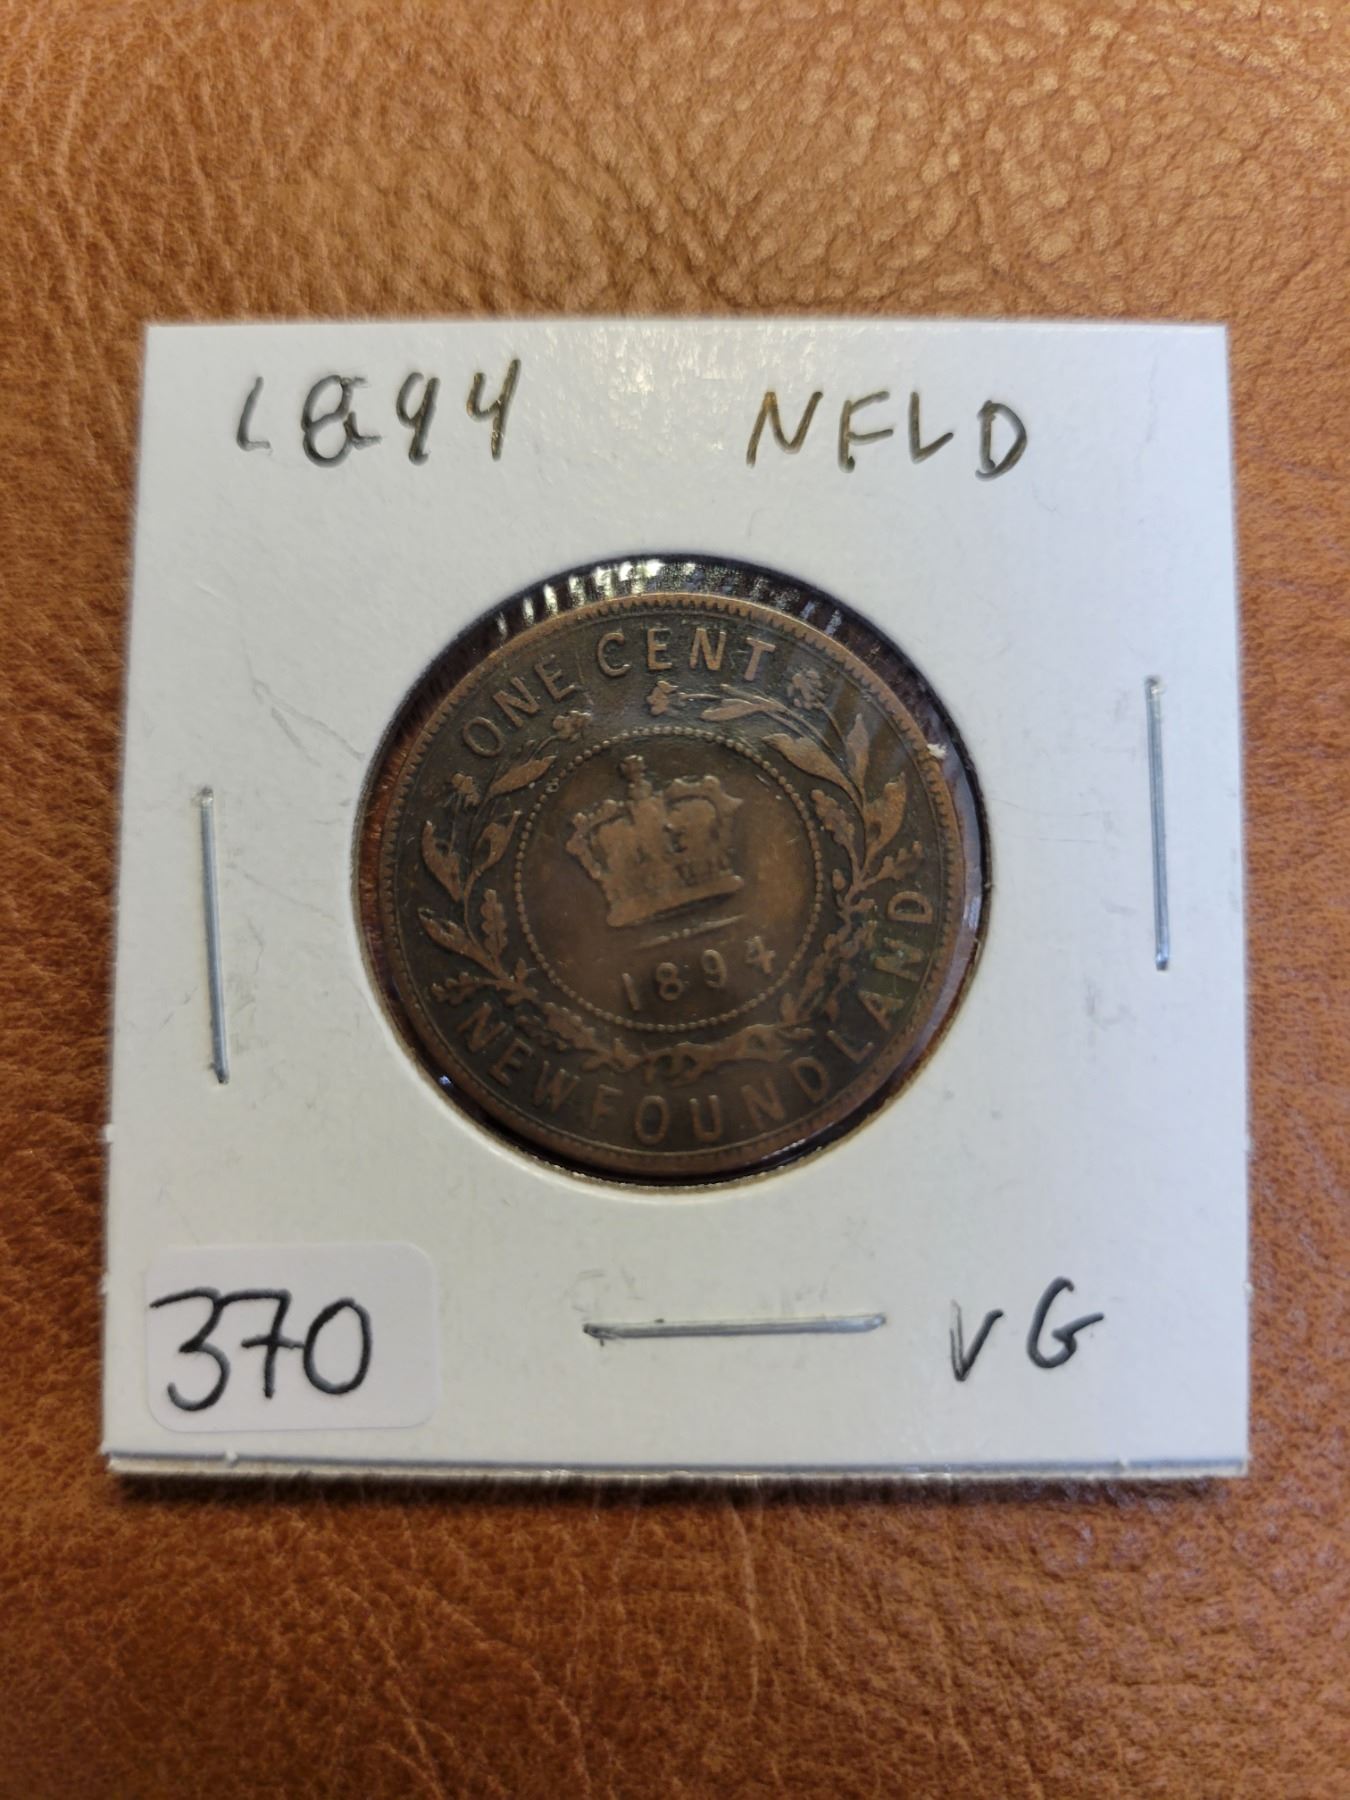 1894 NFLD
ONE CENT
1894
NEWFOUNDLAND
370
VG